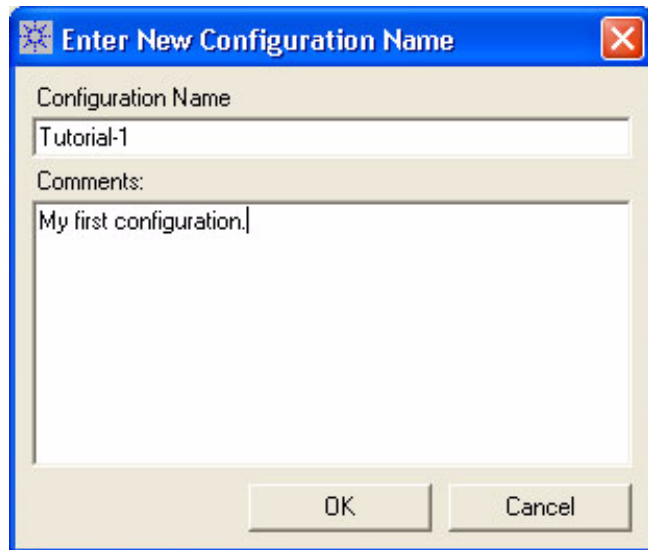 Enter New Configuration Name
Configuration Name
Tutorial-1
Comments:
My first configuration.
OK
Cancel